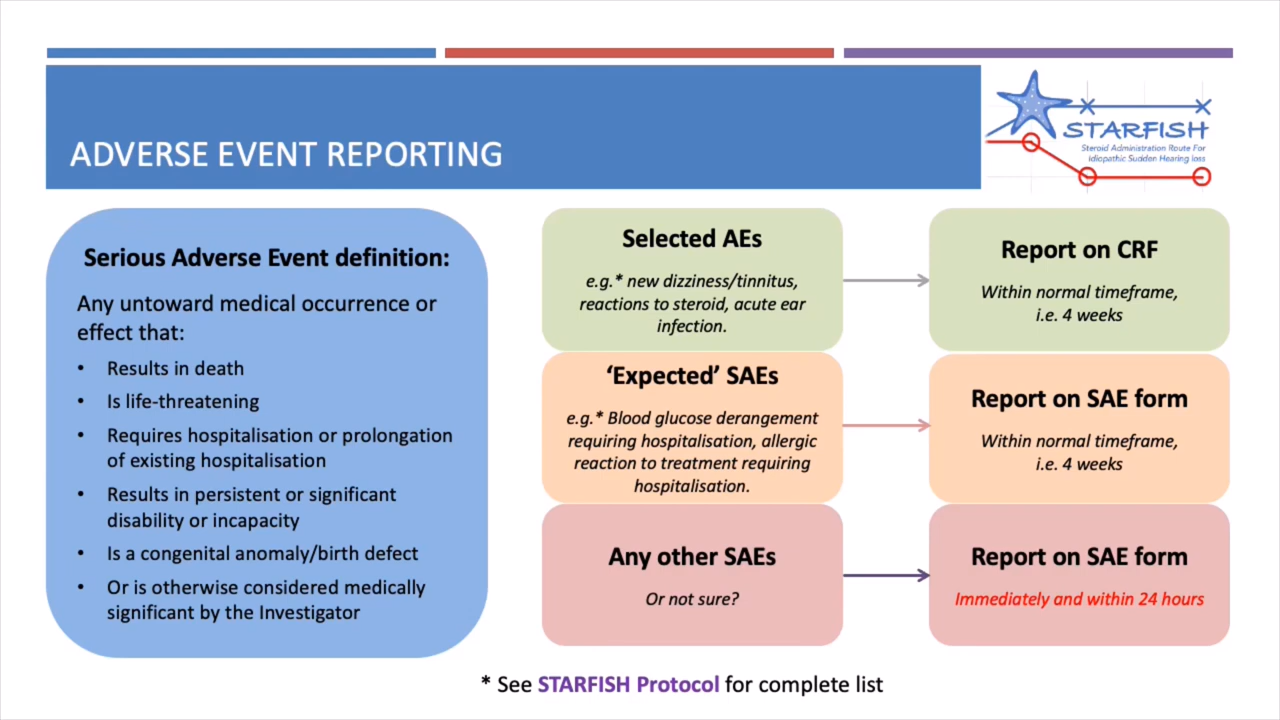 ADVERSE EVENT REPORTING
STARFISH
Steroid Administration Route For
Idiopathic Sudden Hearing loss
Serious Adverse Event definition:
Any untoward medical occurrence or
effect that:
• Results in death
• Is life-threatening
• Requires hospitalisation or prolongation
of existing hospitalisation
• Results in persistent or significant
disability or incapacity
• Is a congenital anomaly/birth defect
• Or is otherwise considered medically
significant by the Investigator
Selected AEs
e.g.* new dizziness/tinnitus,
reactions to steroid, acute ear
infection.
Report on CRF
Within normal timeframe,
i.e. 4 weeks
‘Expected’ SAEs
e.g.* Blood glucose derangement
requiring hospitalisation, allergic
reaction to treatment requiring
hospitalisation.
Report on SAE form
Within normal timeframe,
i.e. 4 weeks
Any other SAEs
Or not sure?
Report on SAE form
Immediately and within 24 hours
* See STARFISH Protocol for complete list